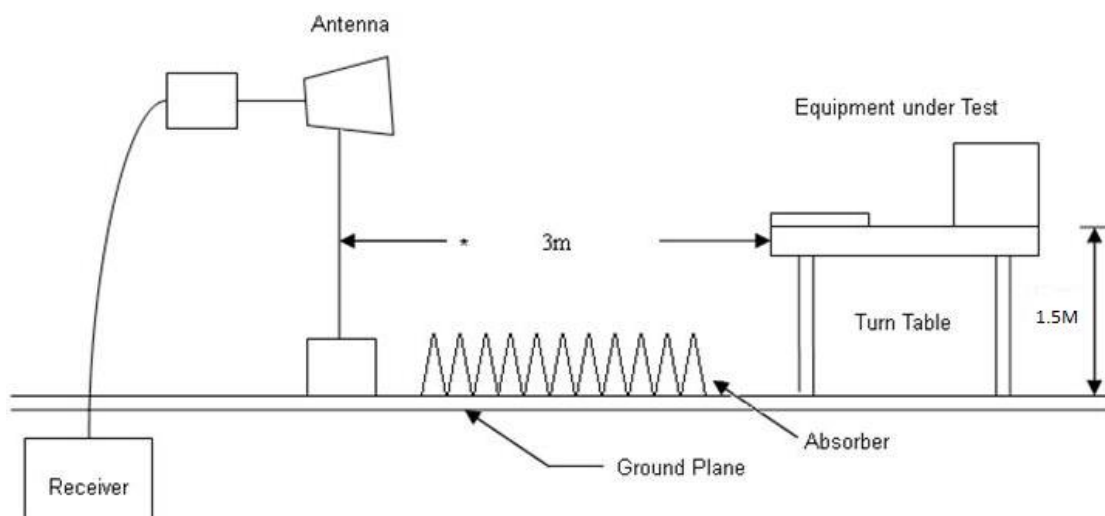 Antenna
Equipment under Test
* 3m
Turn Table
1.5M
Absorber
Ground Plane
Receiver